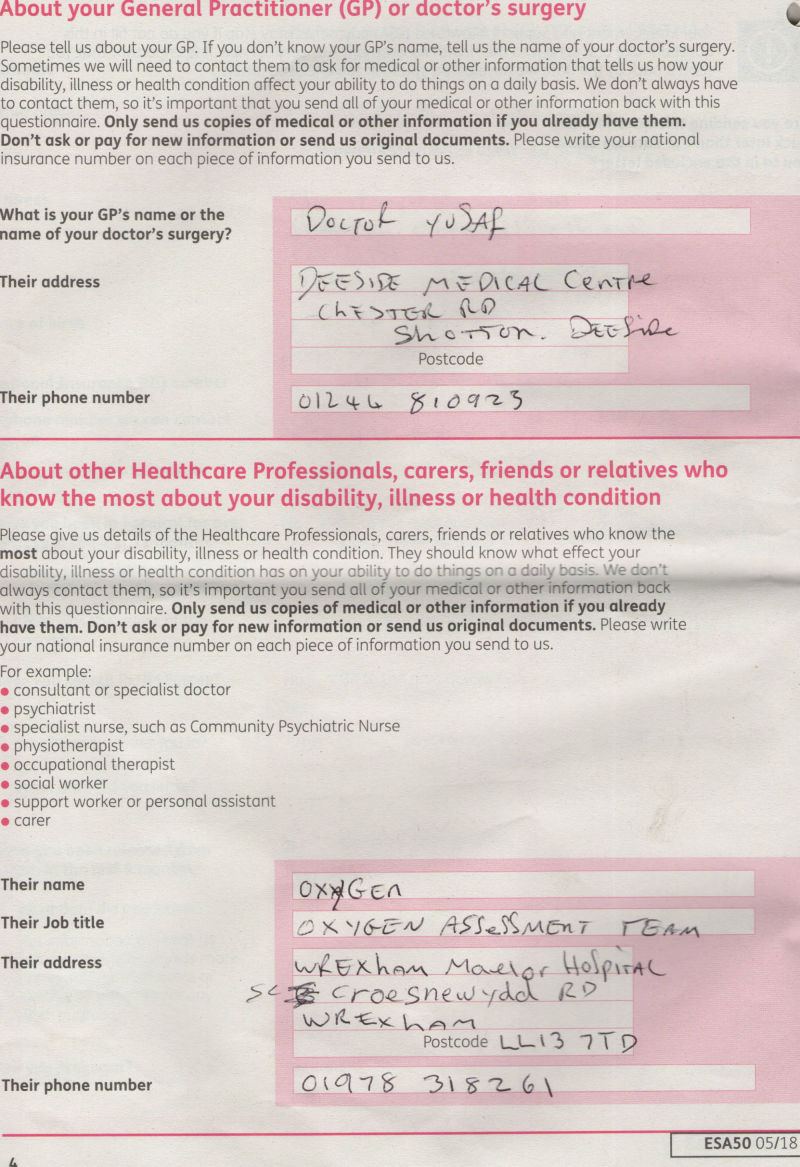 About your General Practitioner (GP) or doctor's surgery
Please tell us about your GP. If you don't know your GP's name, tell us the name of your doctor's surgery.
Sometimes we will need to contact them to ask for medical or other information that tells us how your
disability, illness or health condition affect your ability to do things on a daily basis. We don't always have
to contact them, so it's important that you send all of your medical or other information back with this
questionnaire. Only send us copies of medical or other information if you already have them.
Don't ask or pay for new information or send us original documents. Please write your national
insurance number on each piece of information you send to us.
What is your GP's name or the
name of your doctor's surgery?
DOCTOR YUSAF
Their address
DEESIDE MEDICAL CenTRe
ChESTER RD
ShOTTON. DEESiDe
Postcode
Their phone number
01244 810923
About other Healthcare Professionals, carers, friends or relatives who
know the most about your disability, illness or health condition
Please give us details of the Healthcare Professionals, carers, friends or relatives who know the
most about your disability, illness or health condition. They should know what effect your
disability, illness or health condition has on your ability to do things on a daily basis. We don't
always contact them, so it's important you send all of your medical or other information back
with this questionnaire. Only send us copies of medical or other information if you already
have them. Don't ask or pay for new information or send us original documents. Please write
your national insurance number on each piece of information you send to us.
For example:
• consultant or specialist doctor
• psychiatrist
• specialist nurse, such as Community Psychiatric Nurse
• physiotherapist
• occupational therapist
• social worker
• support worker or personal assistant
• carer
Their name
OXYGEN
Their Job title
OXYGEN ASSeSSMENT TEAM
Their address
WREXham Maelor HoSpiTAL
Croesnewydd RD
WREXhAM
Postcode LL13 7TD
Their phone number
01978 318261
ESA50 05/18
4